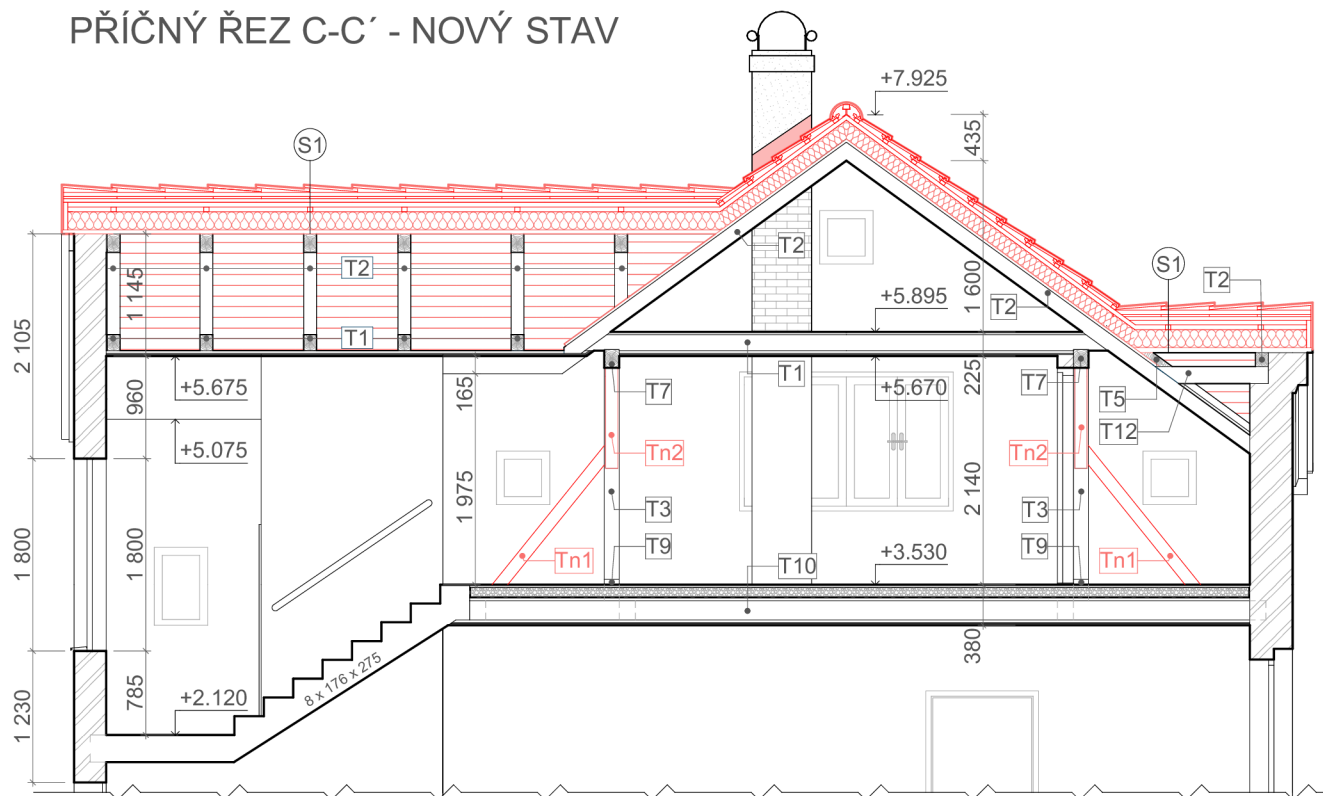 PŘÍČNÝ ŘEZ C-C´ - NOVÝ STAV
+7.925
435
S1
T2
S1
T2
T2
1 145
1 600
T2
+5.895
2 105
T1
T1
+5.675
960
165
T7
+5.670
225
T7
T5
T12
+5.075
Tn2
Tn2
1 975
2 140
T3
T3
1 800
1 800
T9
T9
Tn1
T10
+3.530
Tn1
380
8 x 176 x 275
785
+2.120
1 230